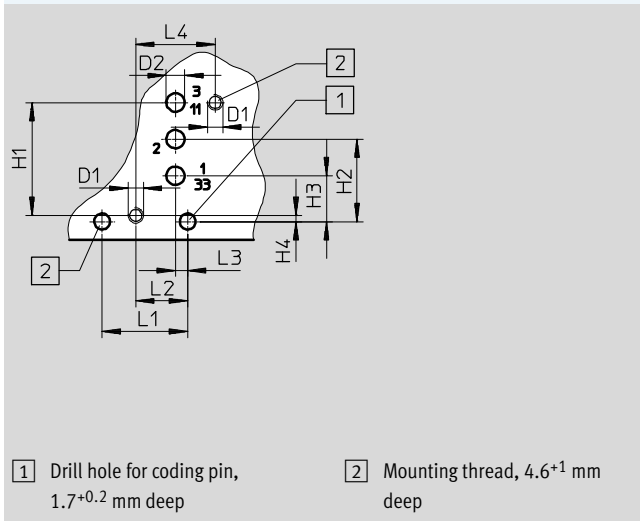 L4
D2
2
3
11
D1
1
2
H1
1
33
D1
H3
H2
H4
2
L3
L2
L1
1 Drill hole for coding pin,
1.7+0.2 mm deep
2 Mounting thread, 4.6+1 mm
deep